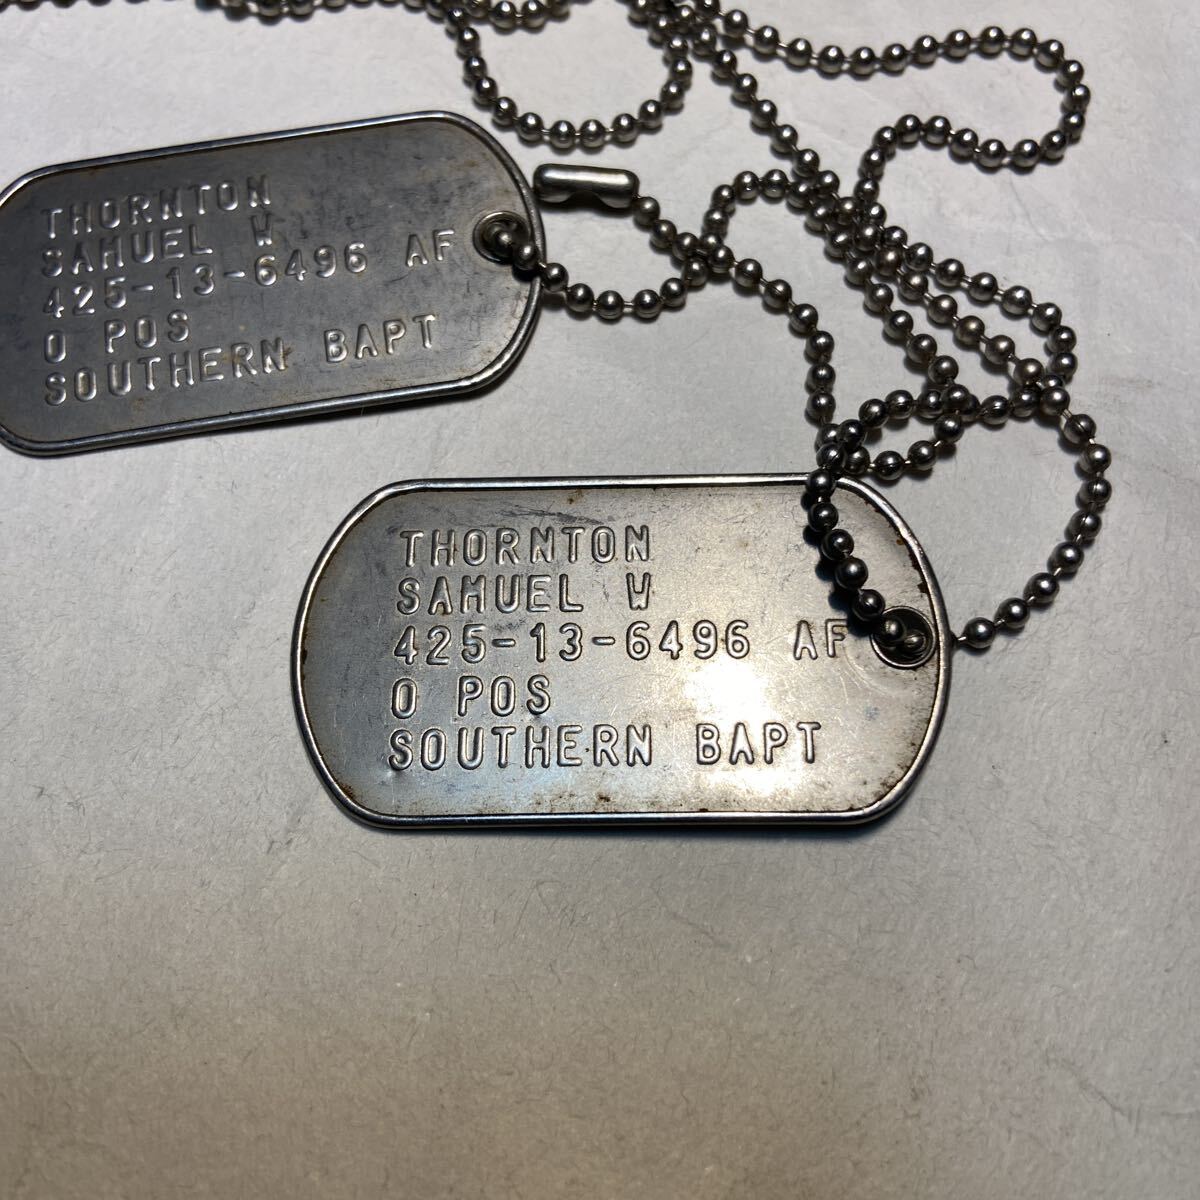 THORNTON
SAMUEL W
425-13-6496 AF
O POS
SOUTHERN BAPT
THORNTON
SAMUEL W
425-13-6496 AF
O POS
SOUTHERN BAPT